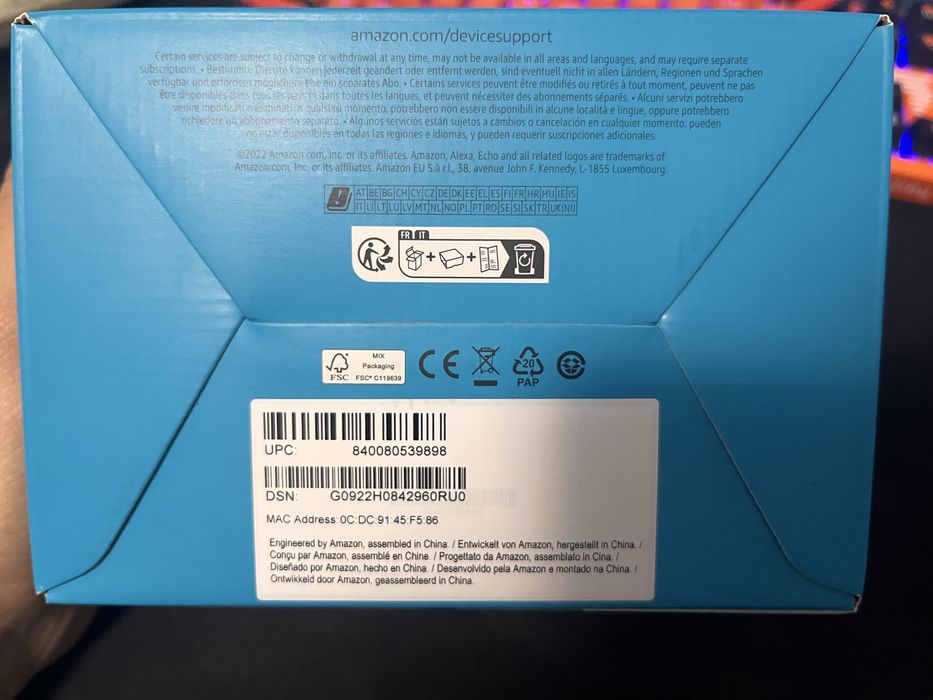 amazon.com/devicesupport
Certain services are subject to change or withdrawal at any time, may not be available in all areas and languages, and may require separate
subscriptions. • Bestimmte Dienste können jederzeit geändert oder entfernt werden, sind eventuell nicht in allen Ländern, Regionen und Sprachen
verfügbar und erfordern möglicherweise ein separates Abo. • Certains services peuvent être modifiés ou retirés à tout moment, peuvent ne pas
être disponibles dans tous les pays ni dans toutes les langues, et peuvent nécessiter des abonnements séparés. • Alcuni servizi potrebbero
venire modificati o eliminati in qualsiasi momento, potrebbero non essere disponibili in alcune località e lingue, oppure potrebbero
richiedere un abbonamento separato. • Algunos servicios están sujetos a cambios o cancelación en cualquier momento, pueden
no estar disponibles en todas las regiones e idiomas, y pueden requerir suscripciones adicionales.
©2022 Amazon.com, Inc. or its affiliates. Amazon, Alexa, Echo and all related logos are trademarks of
Amazon.com, Inc. or its affiliates. Amazon EU S.à r.l., 38, avenue John F. Kennedy, L-1855 Luxembourg.
AT BE BG CH CY CZ DE DK EE EL ES FI FR HR HU IE IS
IT LI LT LU LV MT NL NO PL PT RO SE SI SK TR UK(NI)
FR IT
FSC
MIX
Packaging
FSC® C119639
CE
20
PAP
UPC: 840080539898
DSN: G0922H0842960RU0
MAC Address: 0C:DC:91:45:F5:86
Engineered by Amazon, assembled in China. / Entwickelt von Amazon, hergestellt in China. /
Conçu par Amazon, assemblé en Chine. / Progettato da Amazon, assemblato in Cina. /
Diseñado por Amazon, hecho en China. / Desenvolvido pela Amazon e montado na China. /
Ontwikkeld door Amazon, geassembleerd in China.